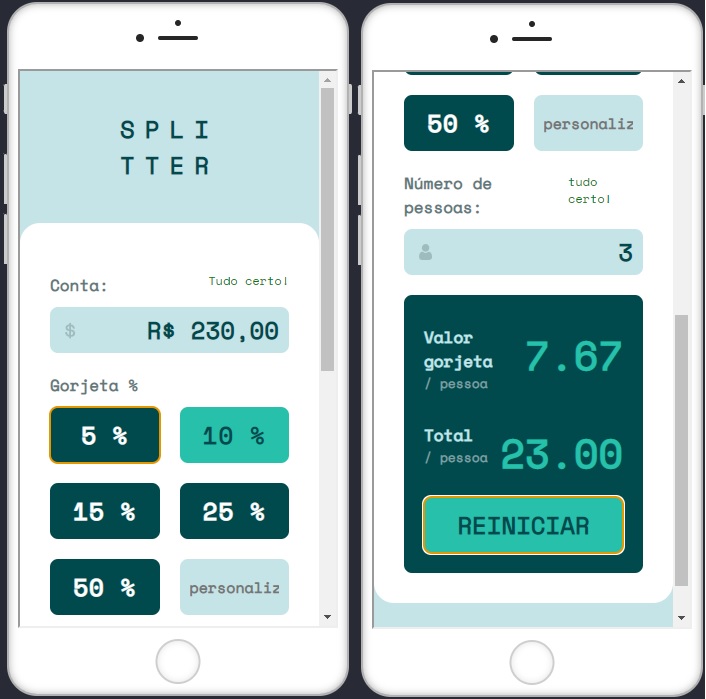 SPLI
TTER
Conta:
Tudo certo!
$
R$ 230,00
Gorjeta %
5 %
10 %
15 %
25 %
50 %
personaliz
50 %
personaliz
Número de
pessoas:
tudo
certo!
3
Valor
gorjeta
/ pessoa
7.67
Total
/ pessoa
23.00
REINICIAR